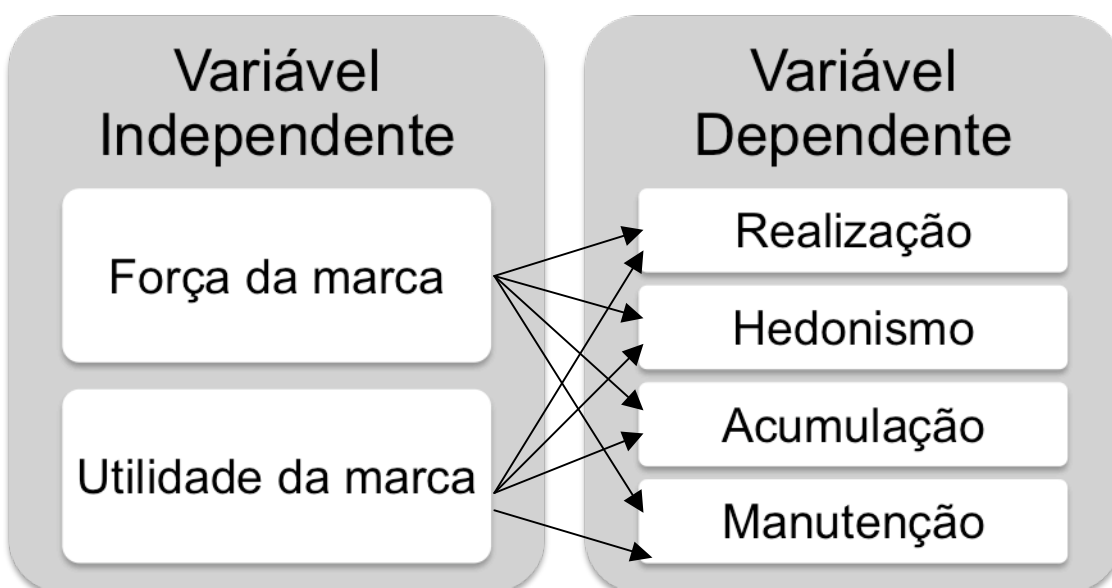 Variável
Independente
Força da marca
Utilidade da marca
Variável
Dependente
Realização
Hedonismo
Acumulação
Manutenção